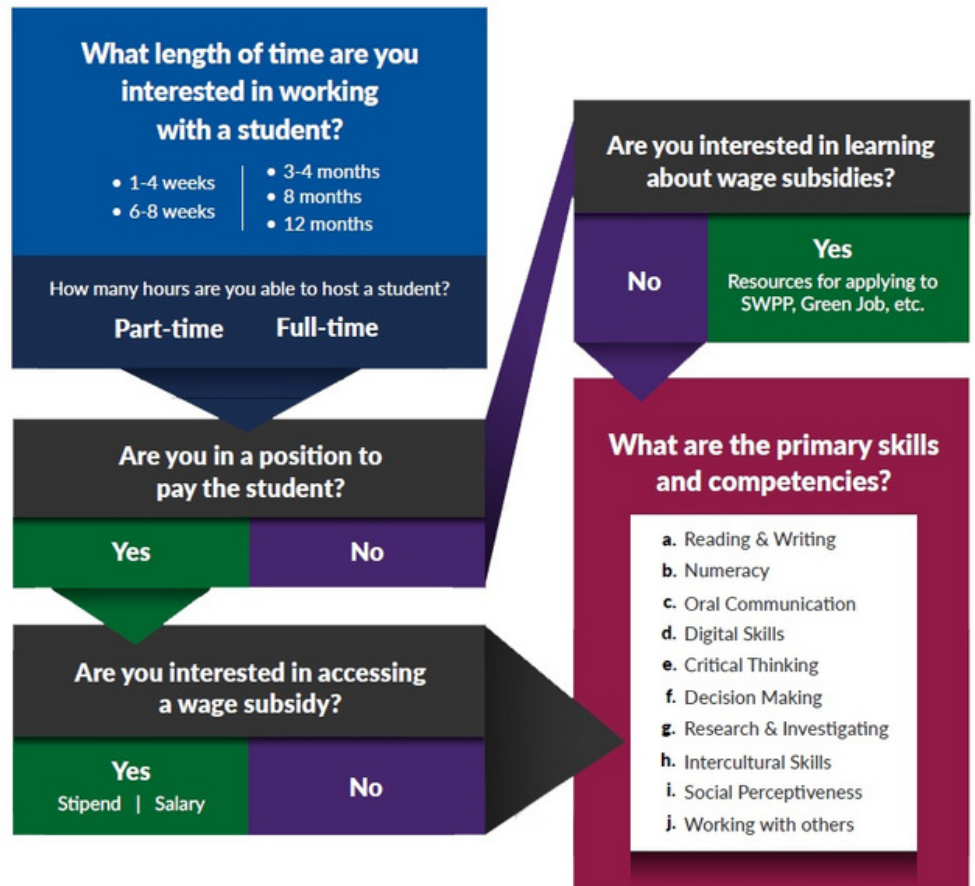 What length of time are you
interested in working
with a student?
• 1-4 weeks
• 6-8 weeks
• 3-4 months
• 8 months
• 12 months
How many hours are you able to host a student?
Part-time Full-time
Are you in a position to
pay the student?
Yes No
Are you interested in accessing
a wage subsidy?
Yes
Stipend | Salary
No
Are you interested in learning
about wage subsidies?
No
Yes
Resources for applying to
SWPP, Green Job, etc.
What are the primary skills
and competencies?
a. Reading & Writing
b. Numeracy
c. Oral Communication
d. Digital Skills
e. Critical Thinking
f. Decision Making
g. Research & Investigating
h. Intercultural Skills
i. Social Perceptiveness
j. Working with others